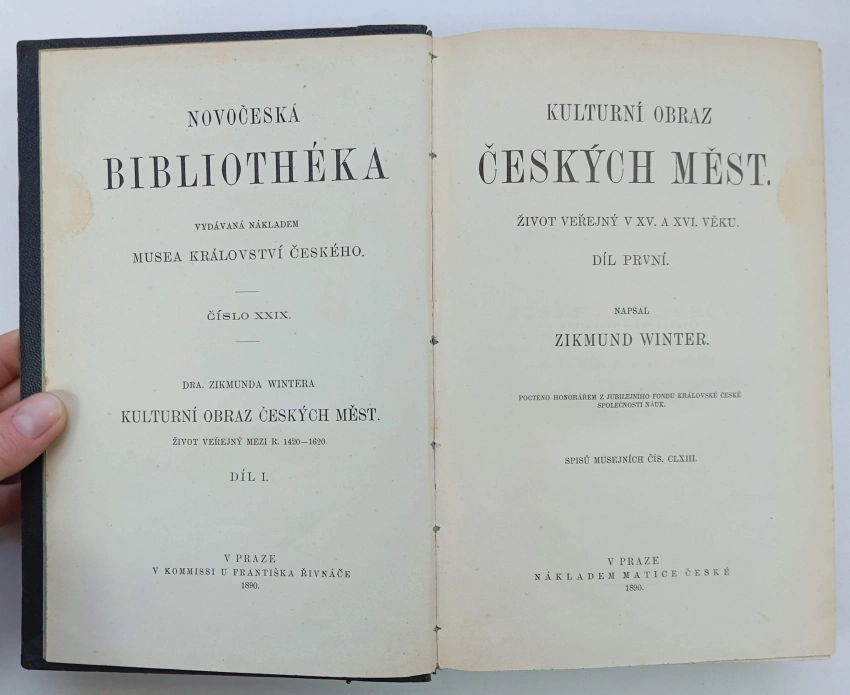 NOVOČESKÁ
BIBLIOTHÉKA
VYDÁVANÁ NÁKLADEM
MUSEA KRÁLOVSTVÍ ČESKÉHO.
ČÍSLO XXIX.
DRA. ZIKMUNDA WINTERA
KULTURNÍ OBRAZ ČESKÝCH MĚST.
ŽIVOT VEŘEJNÝ MEZI R. 1420—1620.
DÍL I.
V PRAZE
V KOMMISSI U FRANTIŠKA ŘIVNÁČE
1890.
KULTURNÍ OBRAZ
ČESKÝCH MĚST.
ŽIVOT VEŘEJNÝ V XV. A XVI. VĚKU.
DÍL PRVNÍ.
NAPSAL
ZIKMUND WINTER.
POCTĚNO HONORÁŘEM Z JUBILEJNÍHO FONDU KRÁLOVSKÉ ČESKÉ
SPOLEČNOSTI NAUK.
SPISŮ MUSEJNÍCH ČÍS. CLXIII.
V PRAZE
NÁKLADEM MATICE ČESKÉ
1890.